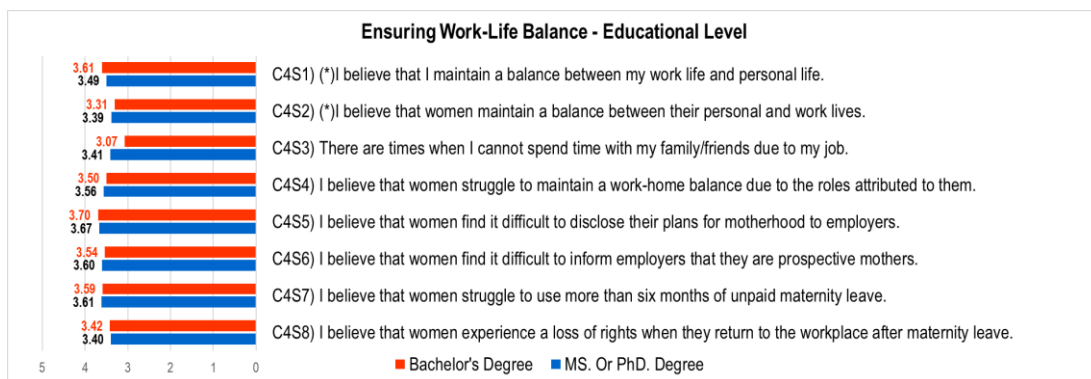 Ensuring Work-Life Balance - Educational Level
3.61
3.49
C4S1) (*)I believe that I maintain a balance between my work life and personal life.
3.31
3.39
C4S2) (*)I believe that women maintain a balance between their personal and work lives.
3.07
3.41
C4S3) There are times when I cannot spend time with my family/friends due to my job.
3.50
3.56
C4S4) I believe that women struggle to maintain a work-home balance due to the roles attributed to them.
3.70
3.67
C4S5) I believe that women find it difficult to disclose their plans for motherhood to employers.
3.54
3.60
C4S6) I believe that women find it difficult to inform employers that they are prospective mothers.
3.59
3.61
C4S7) I believe that women struggle to use more than six months of unpaid maternity leave.
3.42
3.40
C4S8) I believe that women experience a loss of rights when they return to the workplace after maternity leave.
5 4 3 2 1 0
Bachelor's Degree MS. Or PhD. Degree